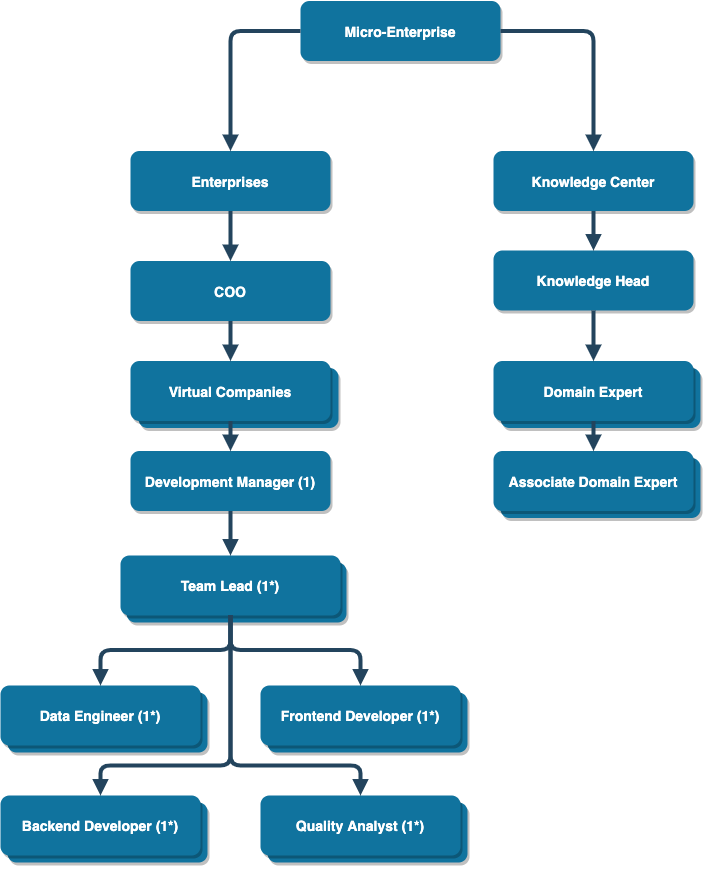 Micro-Enterprise
Enterprises
Knowledge Center
COO
Knowledge Head
Virtual Companies
Domain Expert
Development Manager (1)
Associate Domain Expert
Team Lead (1*)
Data Engineer (1*)
Frontend Developer (1*)
Backend Developer (1*)
Quality Analyst (1*)